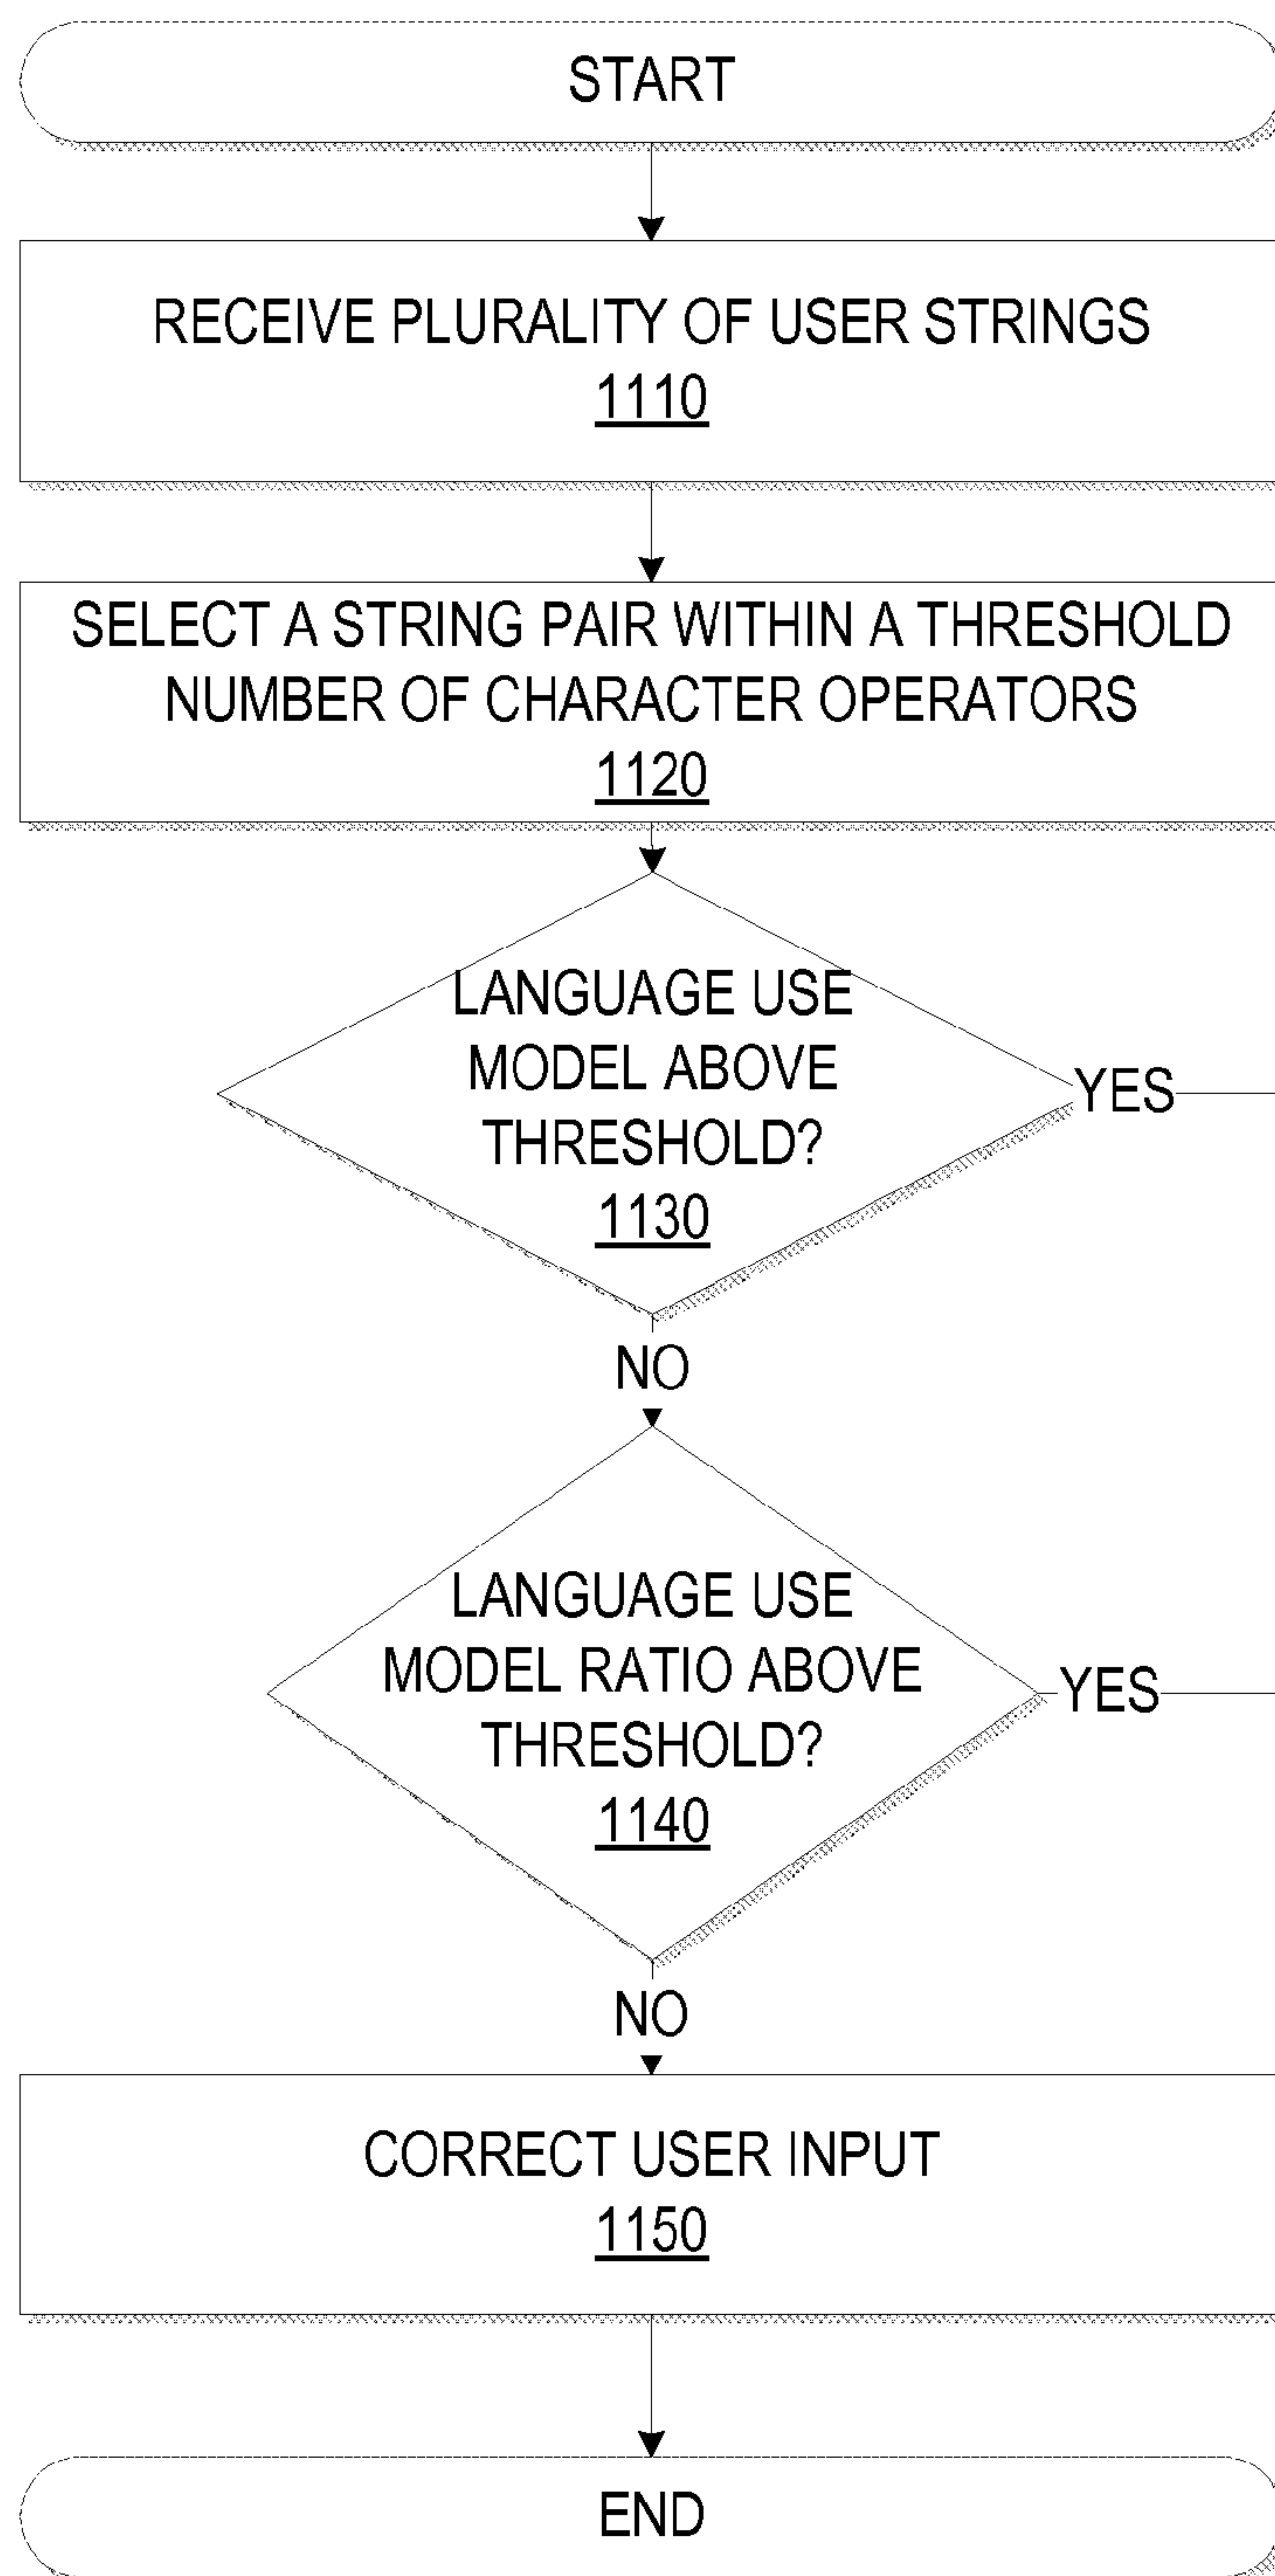 START
RECEIVE PLURALITY OF USER STRINGS
1110
SELECT A STRING PAIR WITHIN A THRESHOLD
NUMBER OF CHARACTER OPERATORS
1120
LANGUAGE USE
MODEL ABOVE
THRESHOLD?
1130
YES
NO
LANGUAGE USE
MODEL RATIO ABOVE
THRESHOLD?
1140
YES
NO
CORRECT USER INPUT
1150
END